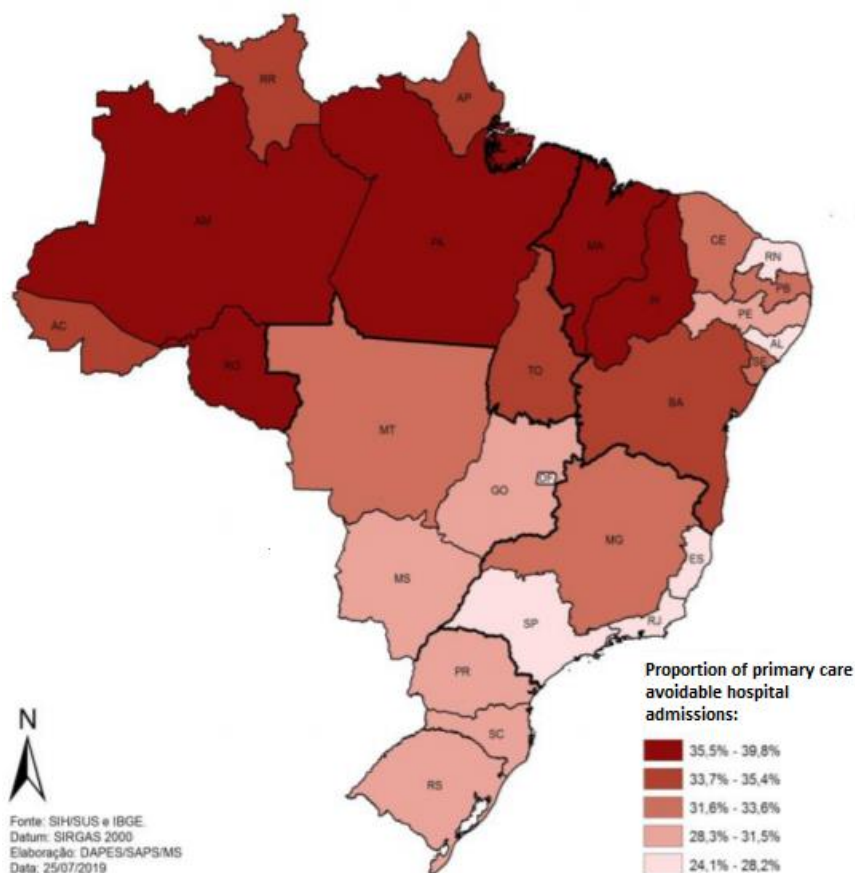 RR
AP
AM
PA
MA
PI
CE
RN
PB
PE
AL
SE
AC
RO
TO
BA
MT
GO
DF
MG
ES
MS
SP
RJ
PR
SC
RS
Proportion of primary care
avoidable hospital
admissions:
35,5% - 39,8%
33,7% - 35,4%
31,6% - 33,6%
28,3% - 31,5%
24,1% - 28,2%
N
Fonte: SIH/SUS e IBGE.
Datum: SIRGAS 2000
Elaboração: DAPES/SAPS/MS
Data: 25/07/2019